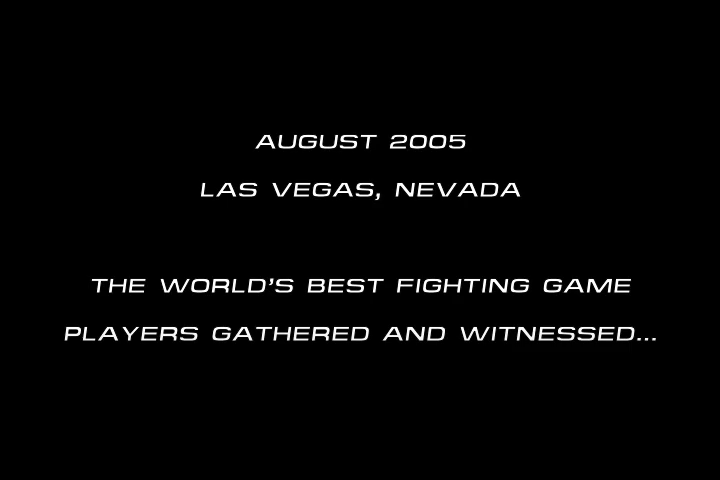 AUGUST 2005
LAS VEGAS, NEVADA
THE WORLD'S BEST FIGHTING GAME
PLAYERS GATHERED AND WITNESSED...